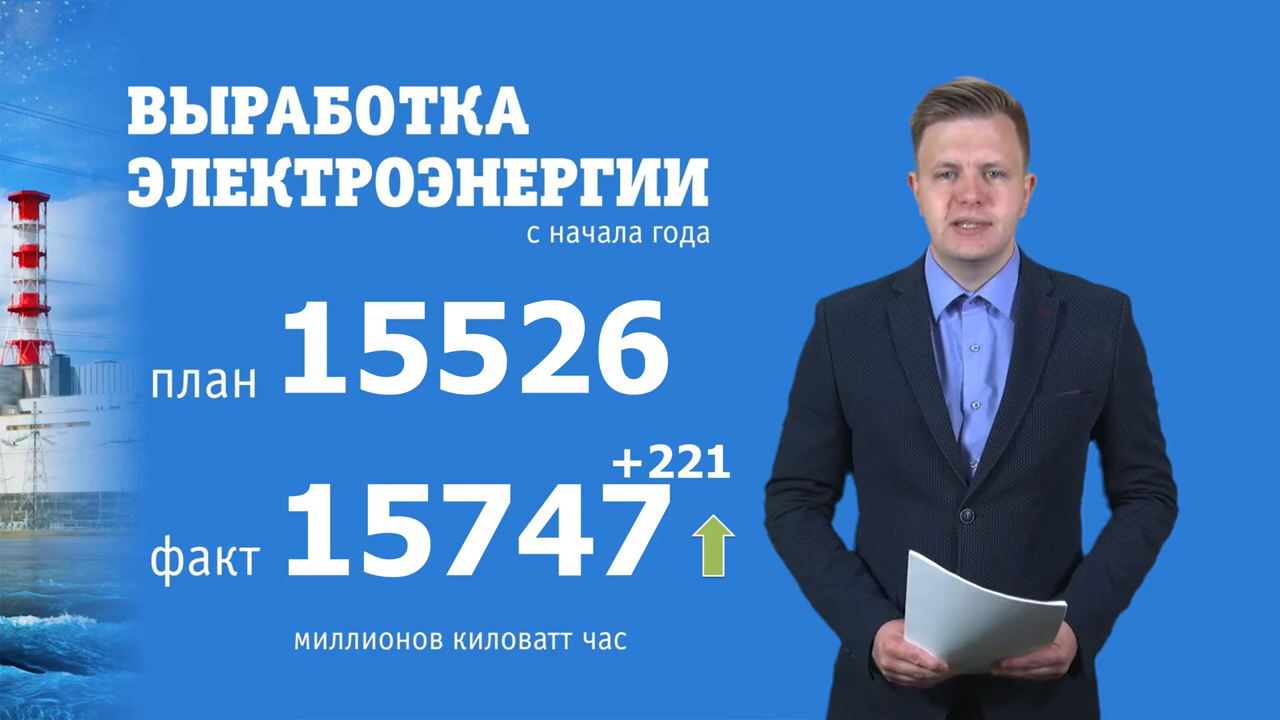 ВЫРАБОТКА
ЭЛЕКТРОЭНЕРГИИ
с начала года
план 15526
+221
факт 15747
миллионов киловатт час